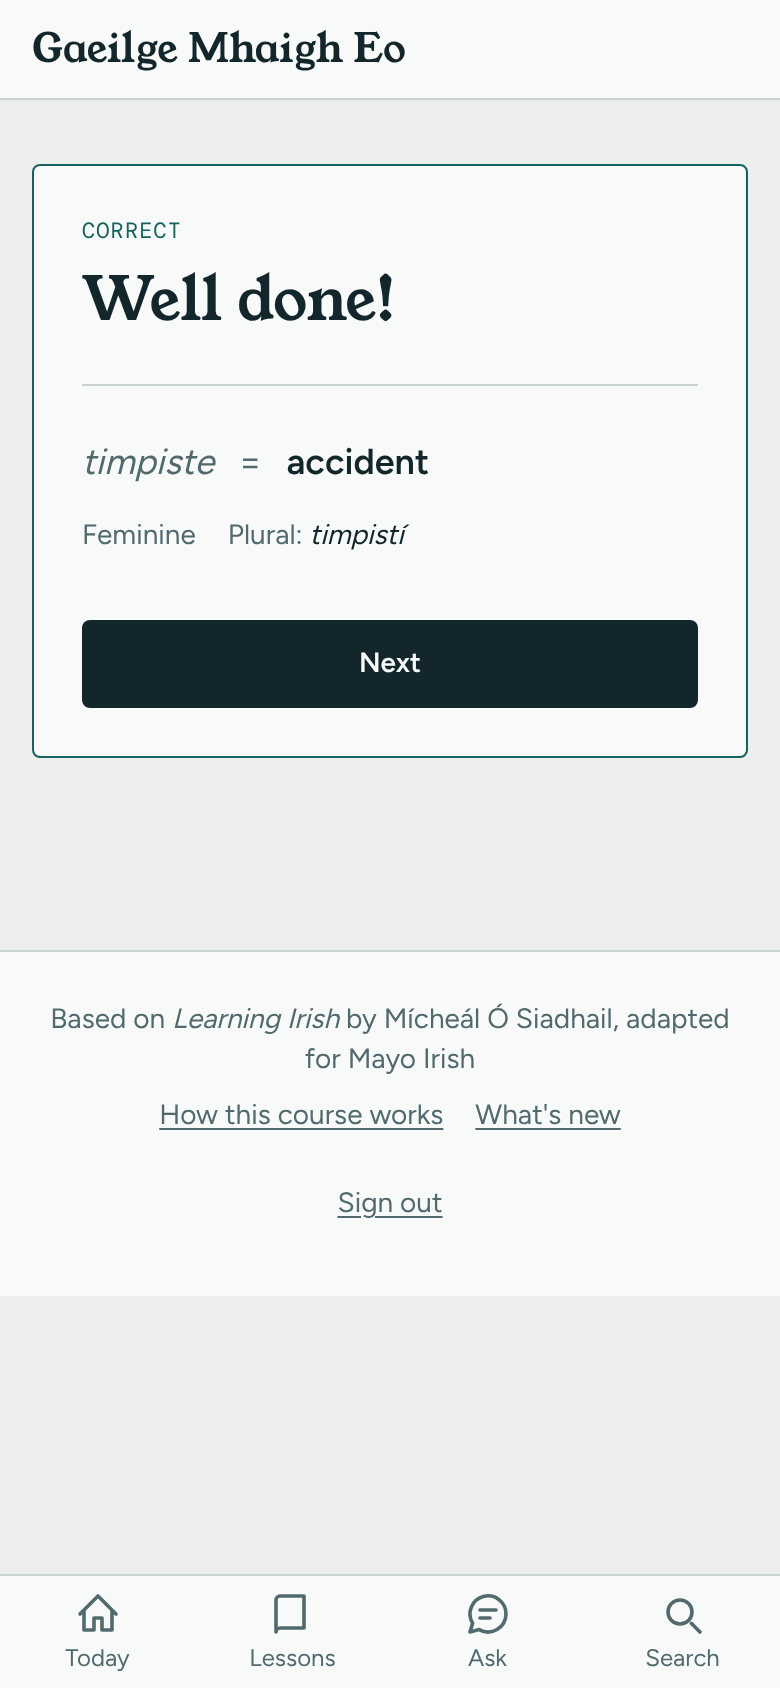 Gaeilge Mhaigh Eo
CORRECT
Well done!
timpiste = accident
Feminine Plural: timpistí
Next
Based on Learning Irish by Mícheál Ó Siadhail, adapted
for Mayo Irish
How this course works What's new
Sign out
Today Lessons Ask Search